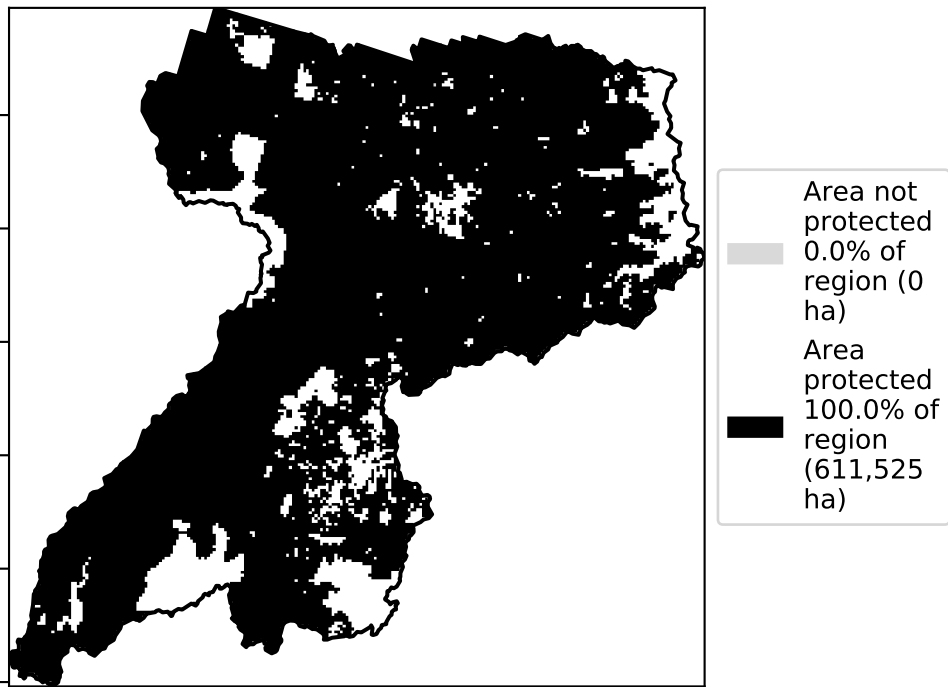 Area not
protected
0.0% of
region (0
ha)
Area
protected
100.0% of
region
(611,525
ha)